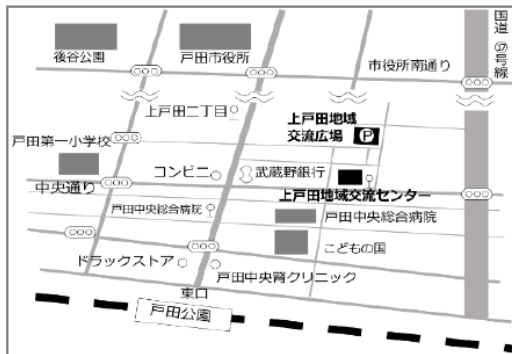 後谷公園
戸田市役所
国道⑰号線
市役所南通り
上戸田二丁目
上戸田地域
交流広場
P
戸田第一小学校
コンビニ
武蔵野銀行
中央通り
上戸田地域交流センター
戸田中央総合病院
戸田中央総合病院
こどもの国
ドラックストア
戸田中央腎クリニック
東口
戸田公園